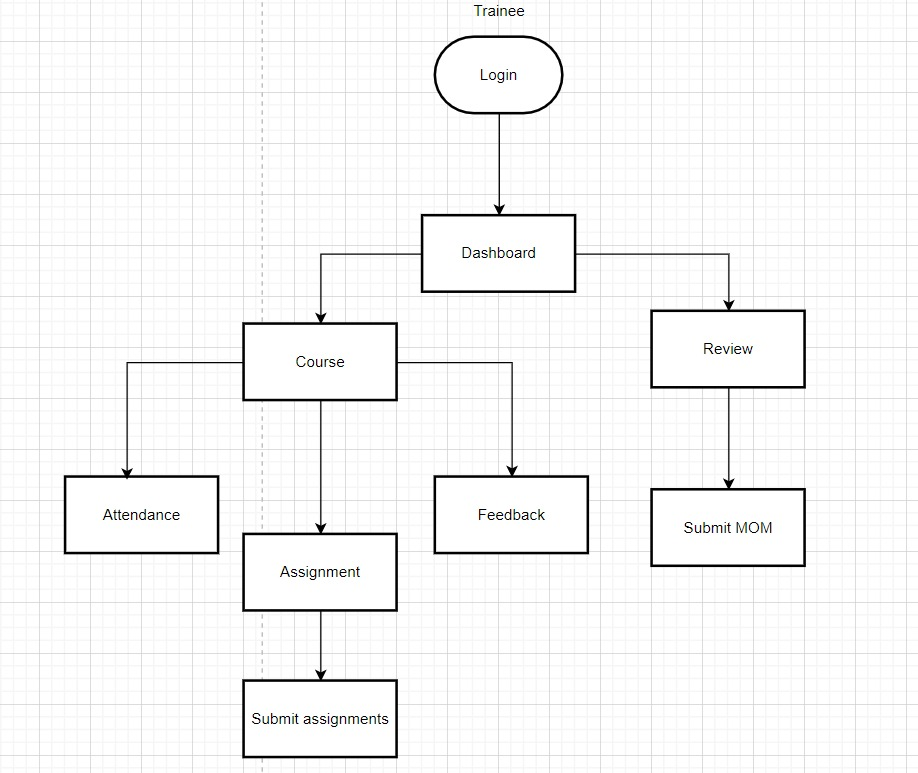 Trainee
Login
Dashboard
Course
Review
Attendance
Feedback
Submit MOM
Assignment
Submit assignments